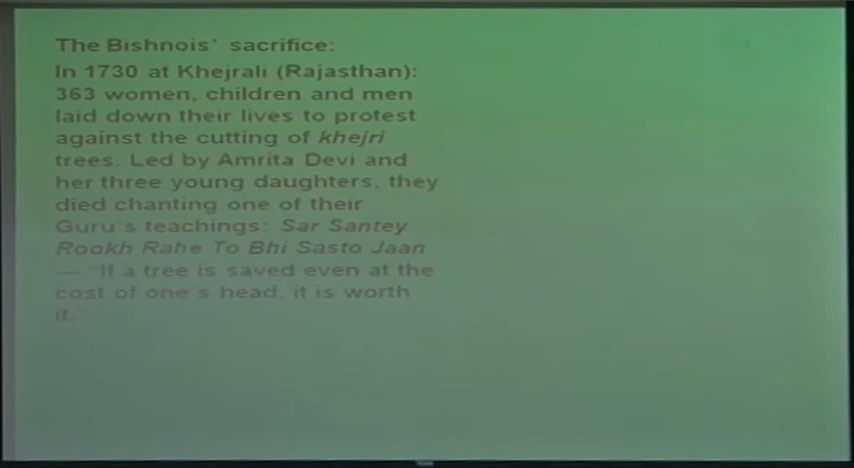 The Bishnois' sacrifice:
In 1730 at Khejrali (Rajasthan):
363 women, children and men
laid down their lives to protest
against the cutting of khejri
trees. Led by Amrita Devi and
her three young daughters, they
died chanting one of their
Guru's teachings: Sar Santey
Rookh Rahe To Bhi Sasto Jaan
— "If a tree is saved even at the
cost of one's head, it is worth
it."